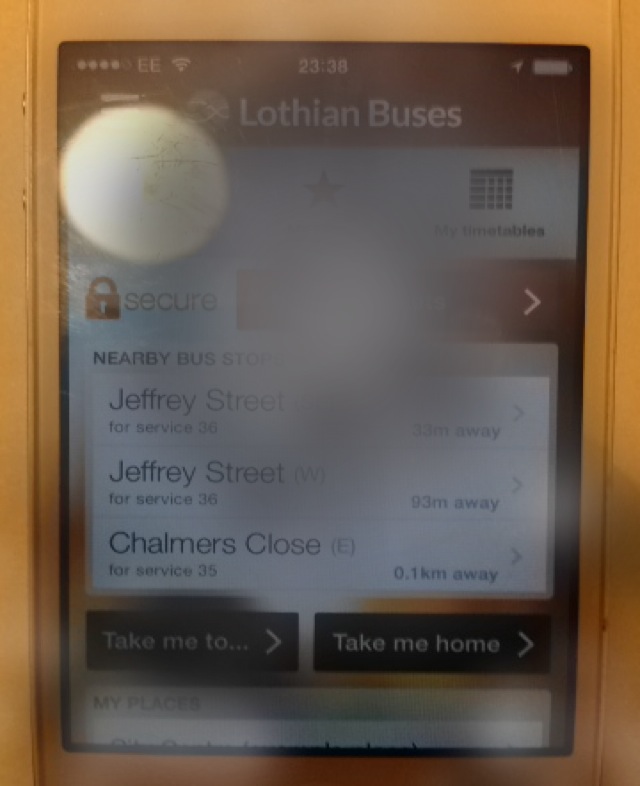 EE 23:38
Lothian Buses
My timetables
secure
NEARBY BUS STOPS
Jeffrey Street
for service 36
33m away
Jeffrey Street (W)
for service 36
93m away
Chalmers Close (E)
for service 35
0.1km away
Take me to...
Take me home
MY PLACES